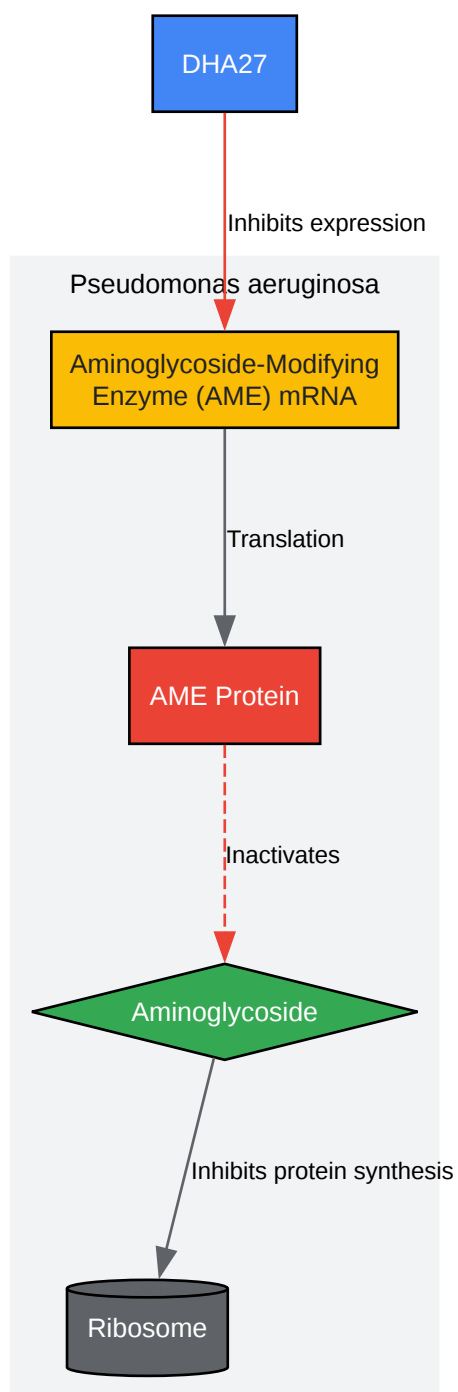 DHA27
Inhibits expression
Pseudomonas aeruginosa
Aminoglycoside-Modifying
Enzyme (AME) mRNA
Translation
AME Protein
Inactivates
Aminoglycoside
Inhibits protein synthesis
Ribosome